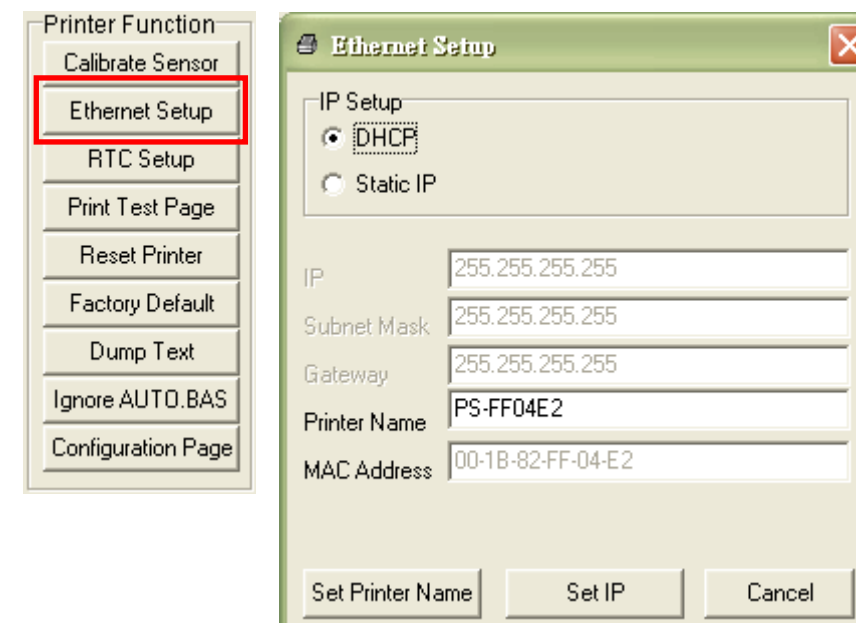 Printer Function
Calibrate Sensor
Ethernet Setup
RTC Setup
Print Test Page
Reset Printer
Factory Default
Dump Text
Ignore AUTO.BAS
Configuration Page
Ethernet Setup
IP Setup
DHCP
Static IP
IP 255.255.255.255
Subnet Mask 255.255.255.255
Gateway 255.255.255.255
Printer Name PS-FF04E2
MAC Address 00-1B-82-FF-04-E2
Set Printer Name Set IP Cancel